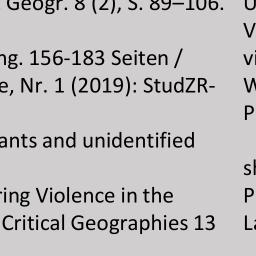 Geogr. 8 (2), S. 89–106.
ng. 156-183 Seiten /
e, Nr. 1 (2019): StudZR-
ants and unidentified
ring Violence in the
Critical Geographies 13
V
vi
W
P
sh
P
La